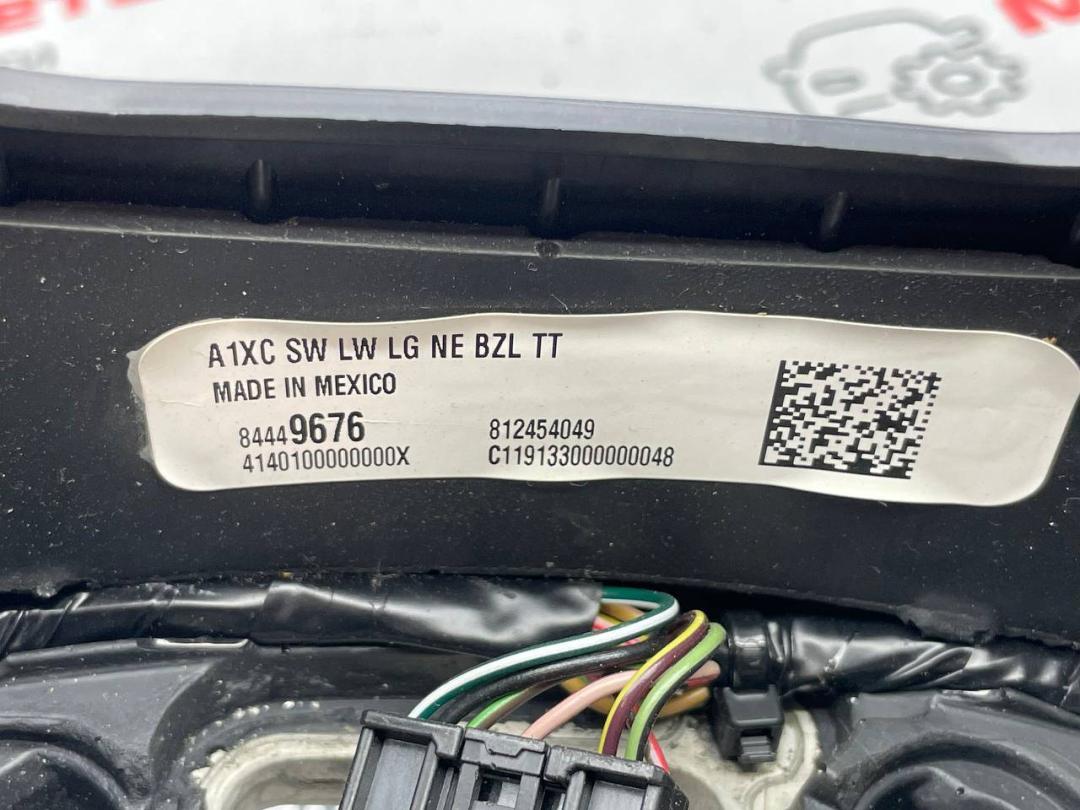 A1XC SW LW LG NE BZL TT
MADE IN MEXICO
84449676 812454049
4140100000000X C119133000000048